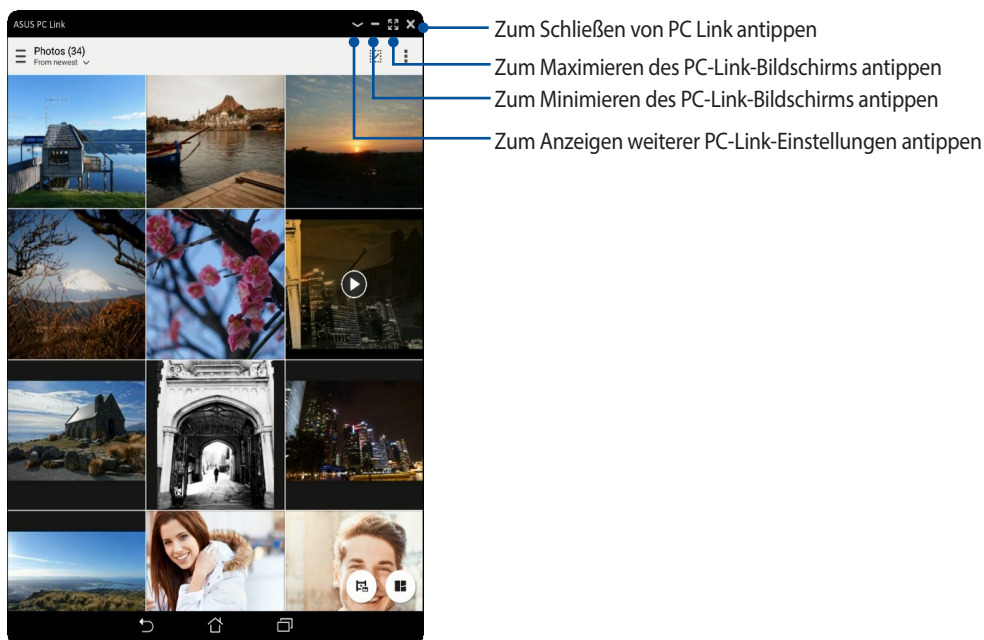 ASUS PC Link
Photos (34)
From newest
Zum Schließen von PC Link antippen
Zum Maximieren des PC-Link-Bildschirms antippen
Zum Minimieren des PC-Link-Bildschirms antippen
Zum Anzeigen weiterer PC-Link-Einstellungen antippen